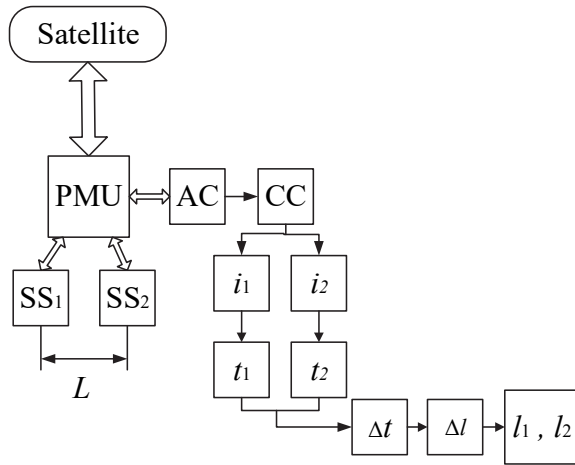 Satellite
PMU
AC
CC
SS1
SS2
i1
i2
L
t1
t2
Δt
Δl
l1 , l2